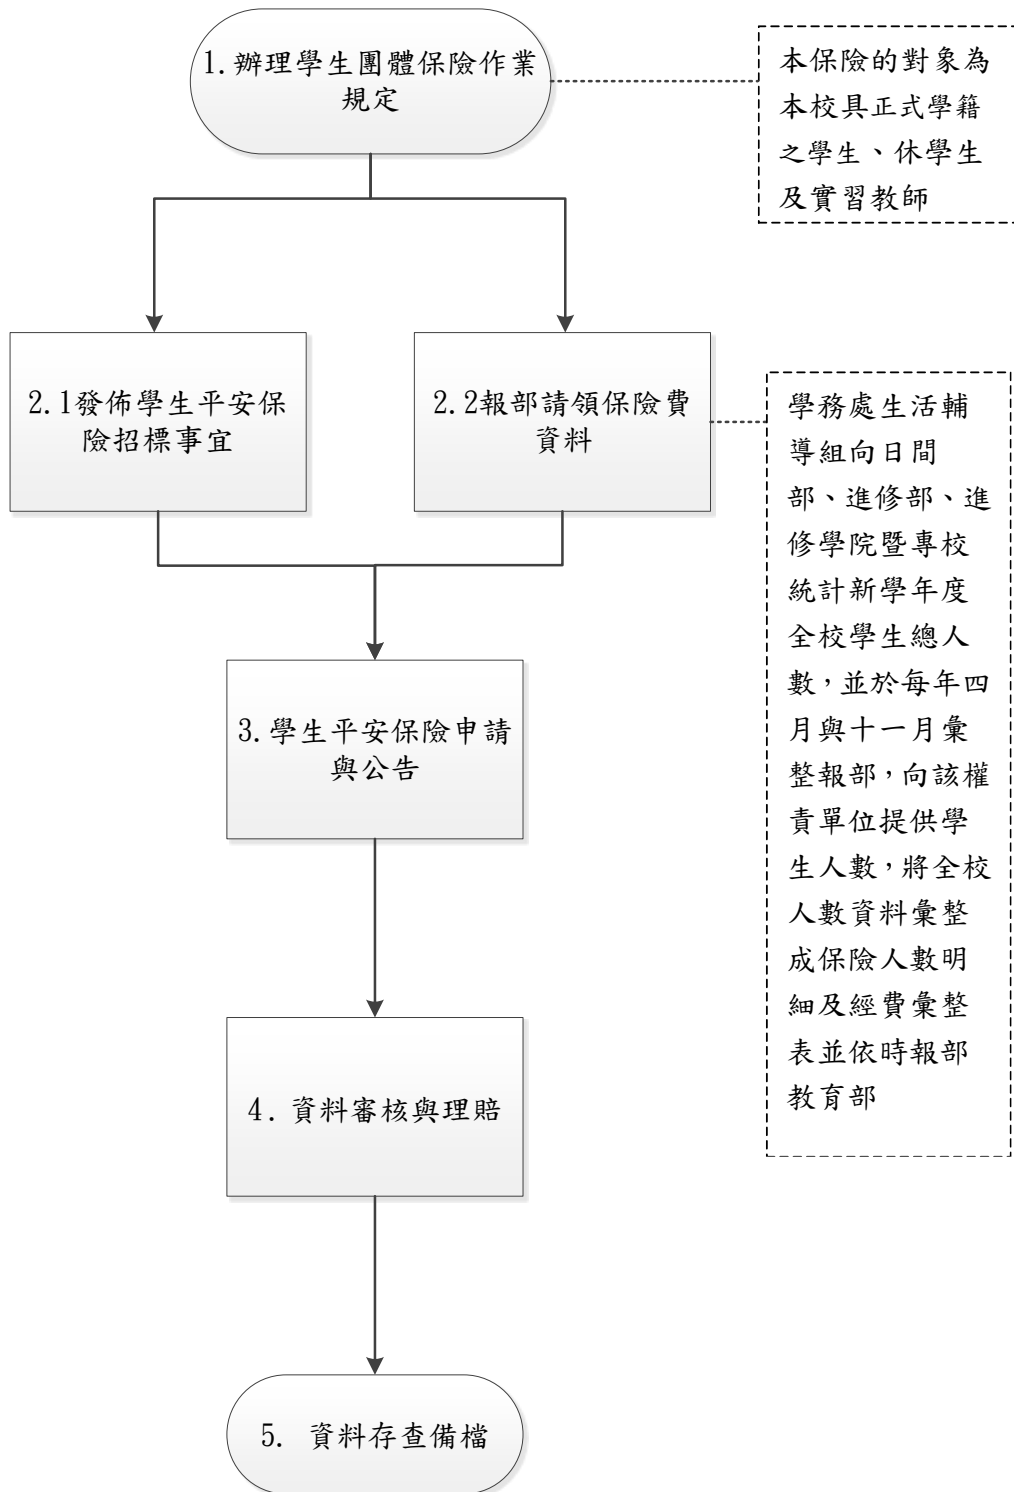 1.辦理學生團體保險作業
規定
本保險的對象為
本校具正式學籍
之學生、休學生
及實習教師
2.1發佈學生平安保
險招標事宜
2.2報部請領保險費
資料
學務處生活輔
導組向日間
部、進修部、進
修學院暨專校
統計新學年度
全校學生總人
數，並於每年四
月與十一月彙
整報部，向該權
責單位提供學
生人數，將全校
人數資料彙整
成保險人數明
細及經費彙整
表並依時報部
教育部
3.學生平安保險申請
與公告
4. 資料審核與理賠
5. 資料存查備檔